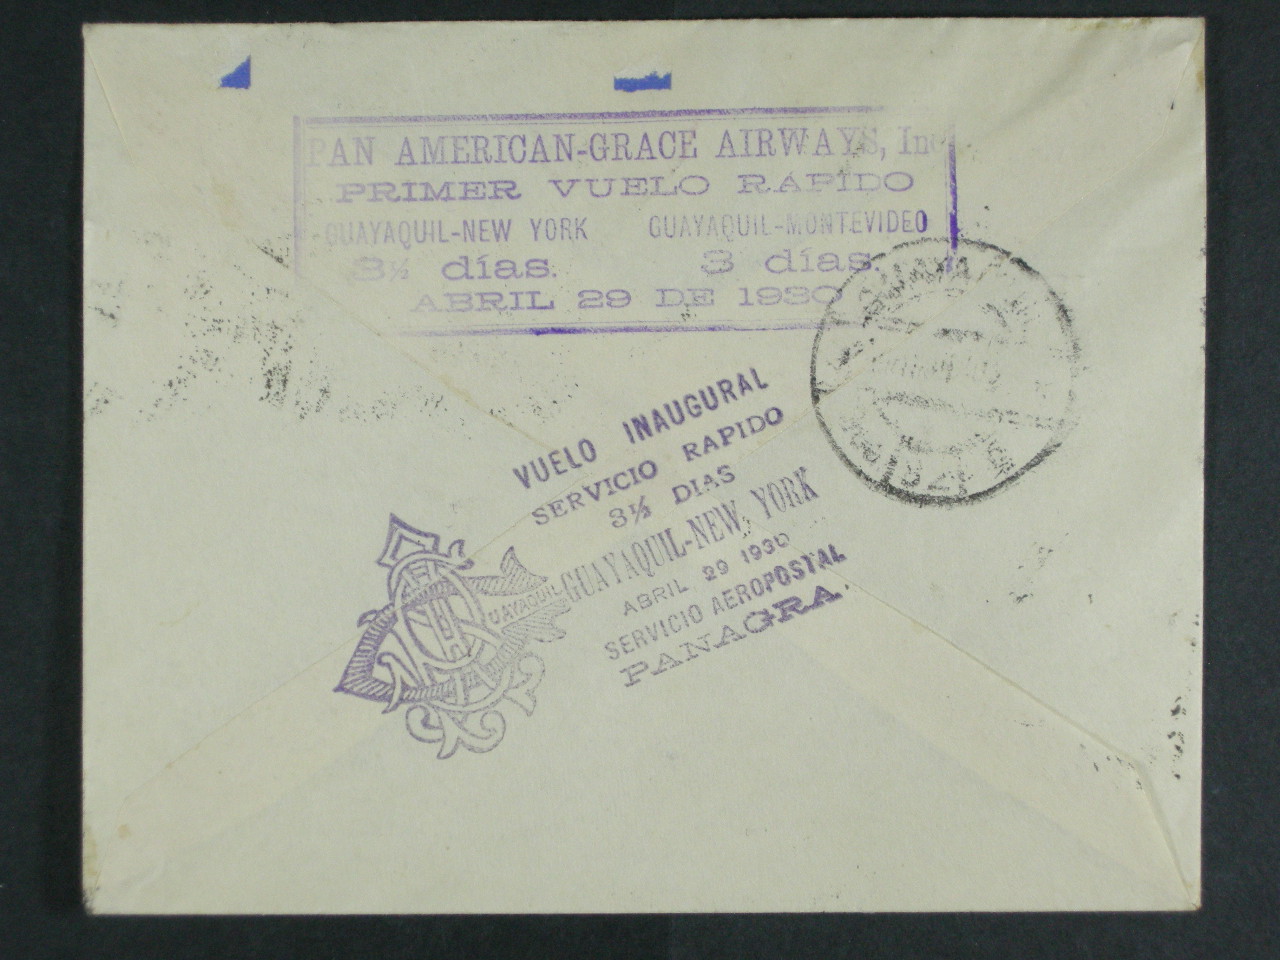 PAN AMERICAN-GRACE AIRWAYS, Inc
PRIMER VUELO RAPIDO
GUAYAQUIL-NEW YORK GUAYAQUIL-MONTEVIDEO
3½ días. 3 días.
ABRIL 29 DE 1930
VUELO INAUGURAL
SERVICIO RAPIDO
3½ DIAS
GUAYAQUIL-NEW YORK
ABRIL 29 1930
SERVICIO AEROPOSTAL
PANAGRA
GUAYAQUIL